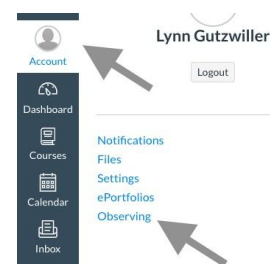 Lynn Gutzwiller
Account
Logout
Dashboard
Notifications
Courses
Files
Settings
ePortfolios
Calendar
Observing
Inbox